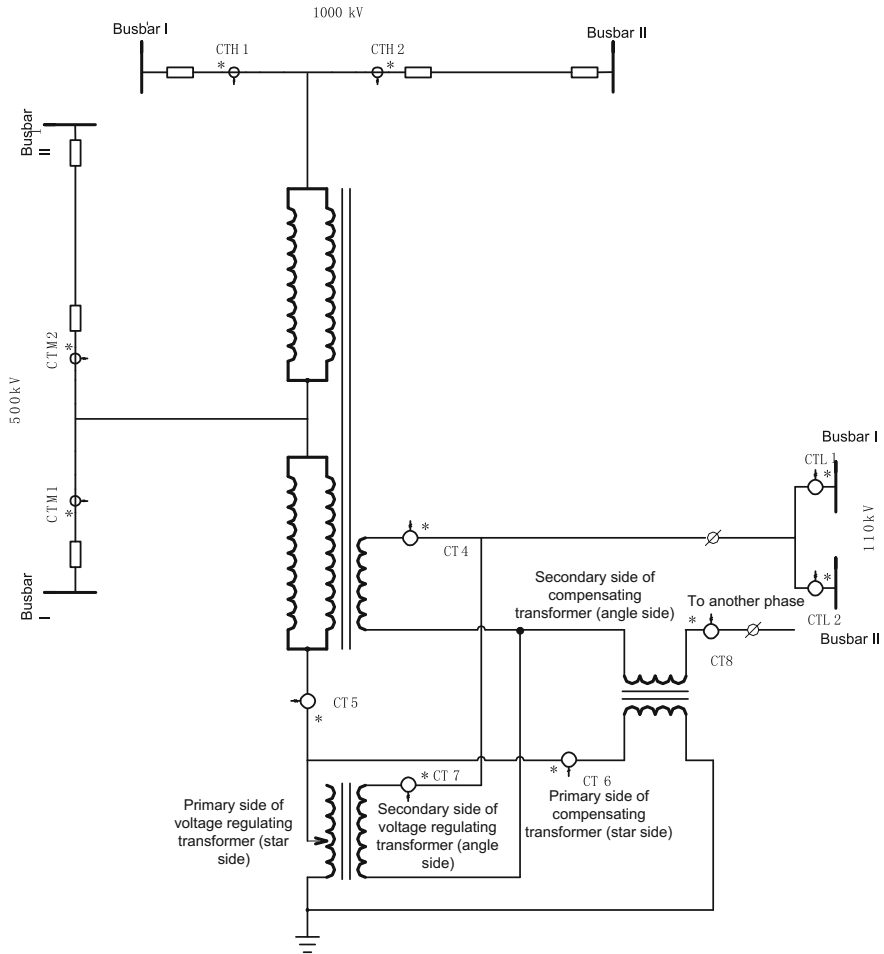 1000 kV
Busbar I
CTH 1
CTH 2
Busbar II
*
*
Busbar
I
II
CTM2
*
500kV
CTM1
*
Busbar
I
Busbar I
CTL 1
*
110kV
*
CT 4
*
Secondary side of
compensating
transformer (angle side)
To another phase
*
CTL 2
Busbar II
CT8
*
CT 5
*
* CT 7
*
CT 6
Primary side of
voltage regulating
transformer (star
side)
Secondary side of
voltage regulating
transformer (angle
side)
Primary side of
compensating
transformer (star side)